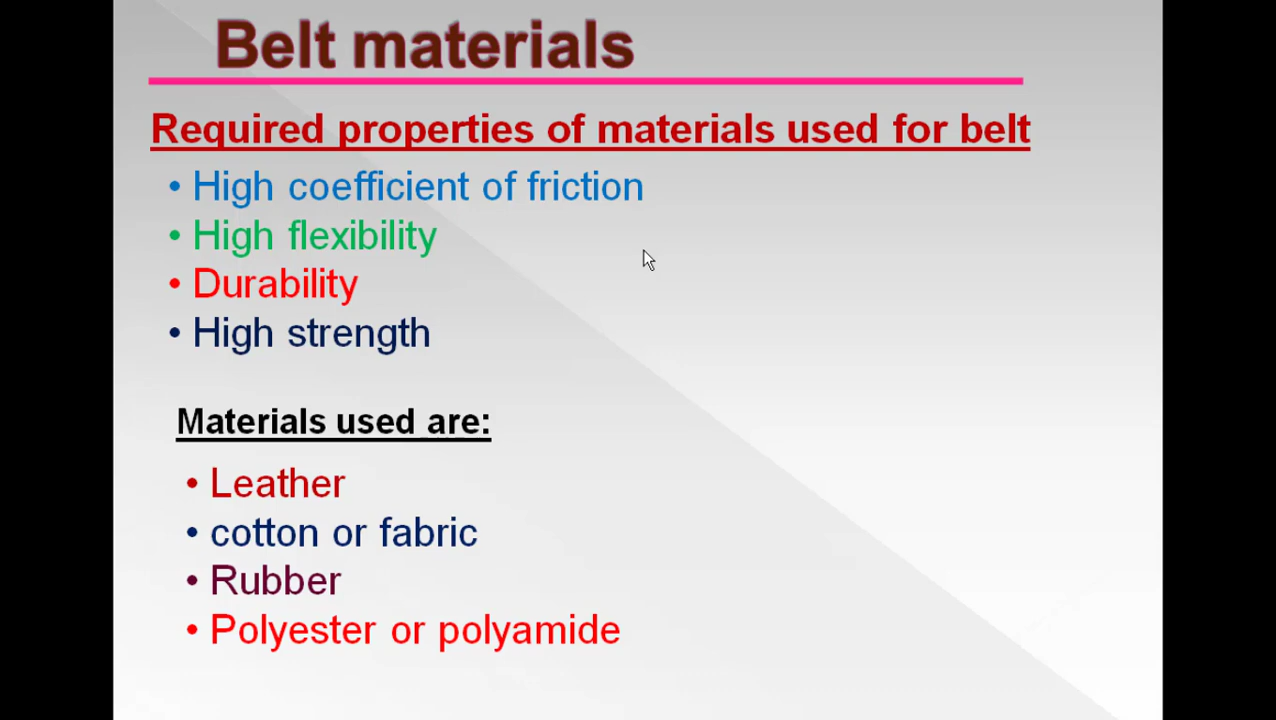 Belt materials
Required properties of materials used for belt
• High coefficient of friction
• High flexibility
• Durability
• High strength
Materials used are:
• Leather
• cotton or fabric
• Rubber
• Polyester or polyamide